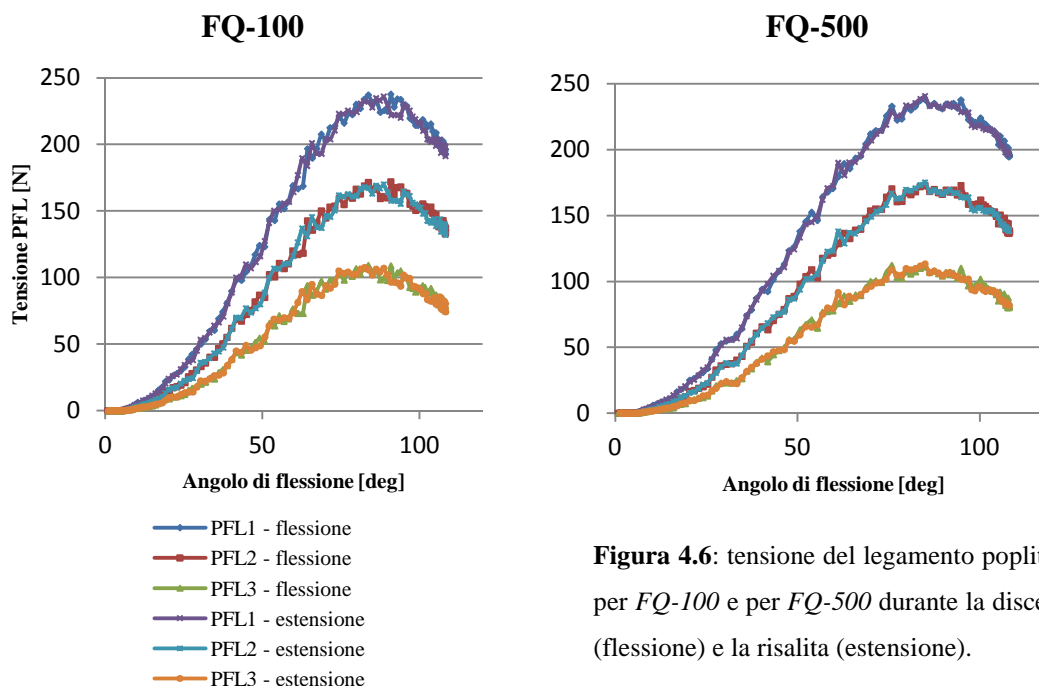 FQ-100
FQ-500
Tensione PFL [N]
250
200
150
100
50
0
0 50 100
Angolo di flessione [deg]
250
200
150
100
50
0
0 50 100
Angolo di flessione [deg]
PFL1 - flessione
PFL2 - flessione
PFL3 - flessione
PFL1 - estensione
PFL2 - estensione
PFL3 - estensione
Figura 4.6: tensione del legamento poplit
per FQ-100 e per FQ-500 durante la disce
(flessione) e la risalita (estensione).